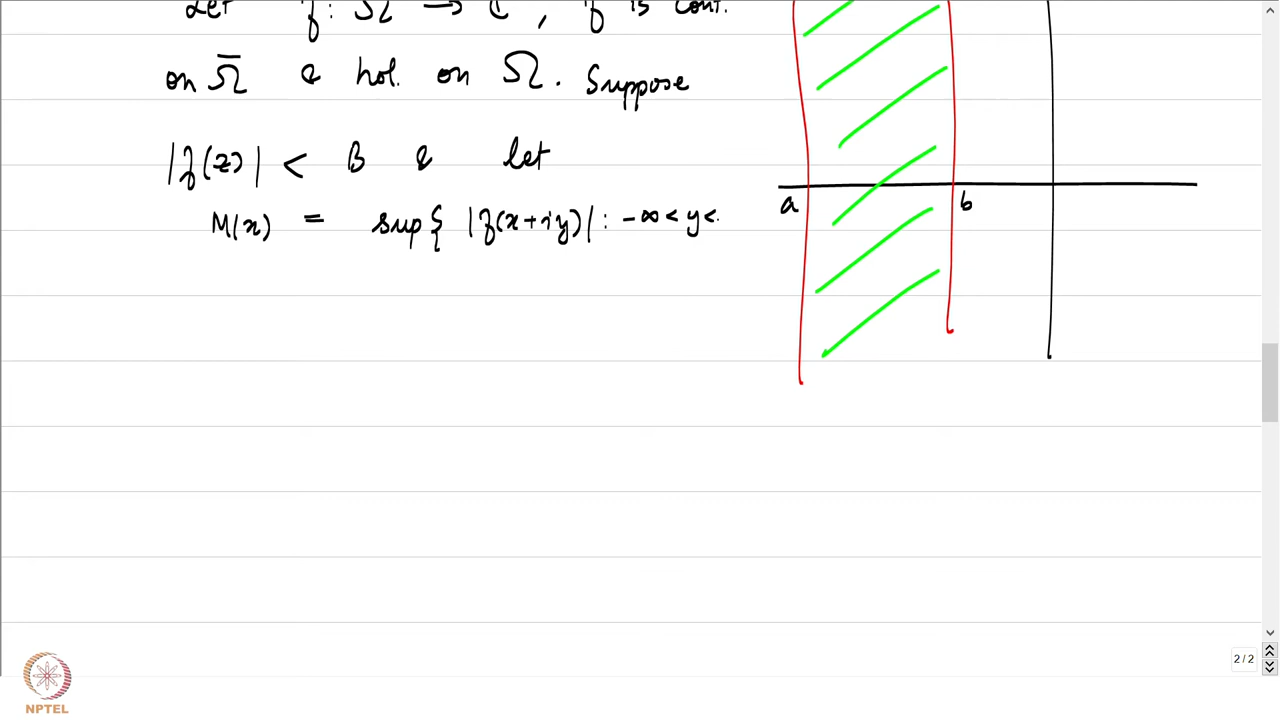 Let f : Ω → ℂ, f is cont.
on Ω̅ & hol. on Ω. Suppose
|f(z)| < B & let
M(x) = sup{ |f(x+iy)| : -∞ < y <
a
b
2 / 2
NPTEL